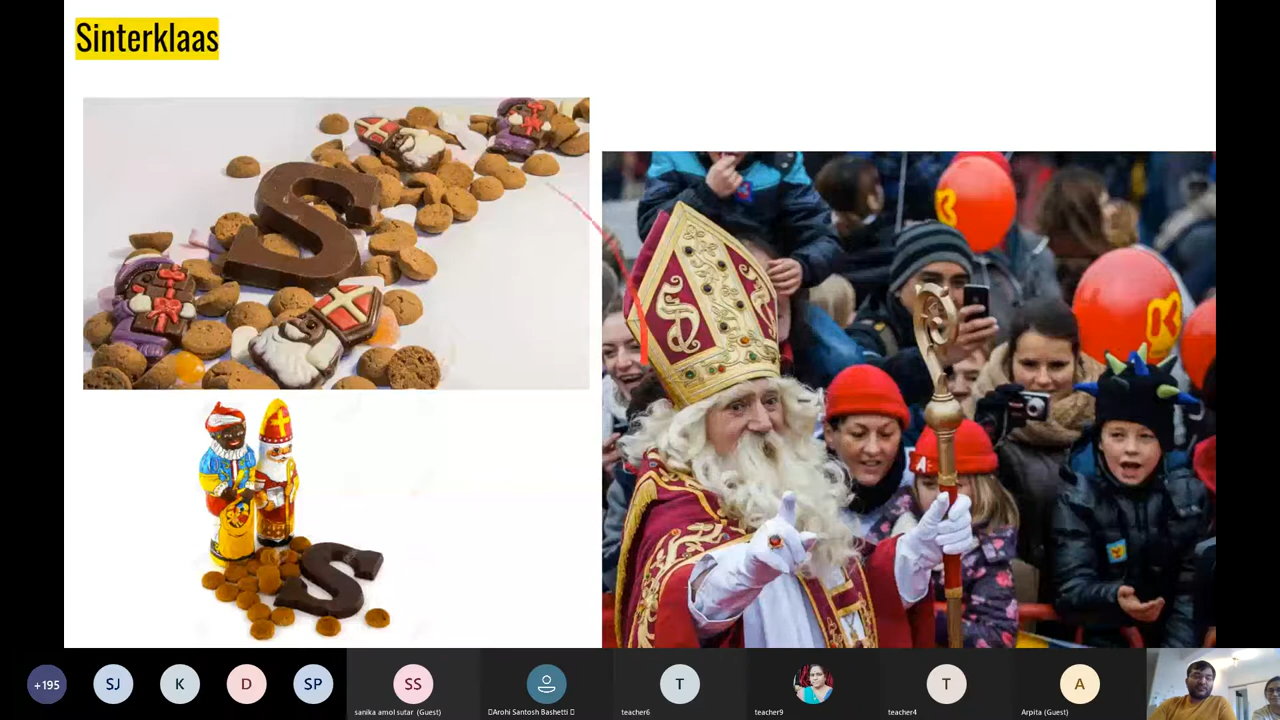 Sinterklaas
S
S
S
K
K
A
+195
SJ
K
D
SP
SS
T
T
A
sanika amol sutar (Guest)
Arohi Santosh Bashetti
teacher6
teacher9
teacher4
Arpita (Guest)